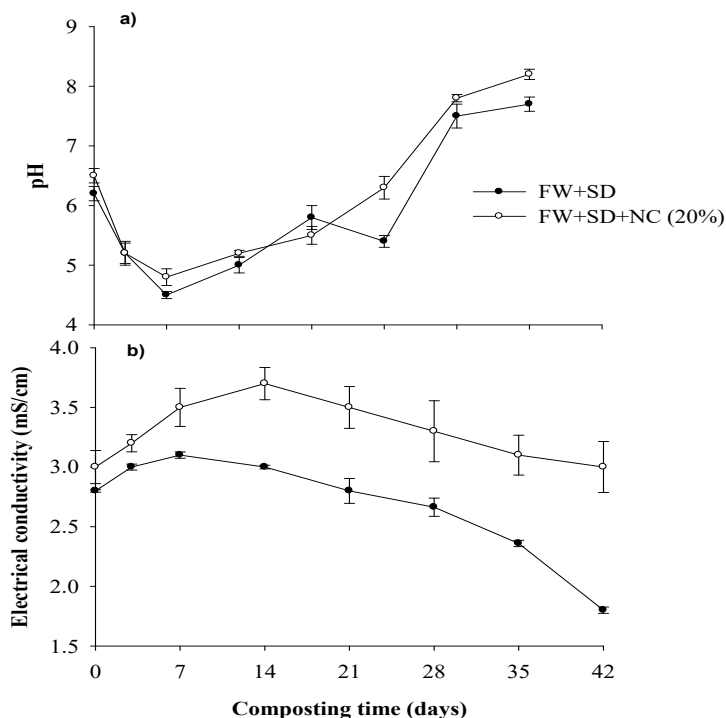 a)
9
8
7
6
5
4
pH
FW+SD
FW+SD+NC (20%)
b)
4.0
3.5
3.0
2.5
2.0
1.5
Electrical conductivity (mS/cm)
0 7 14 21 28 35 42
Composting time (days)